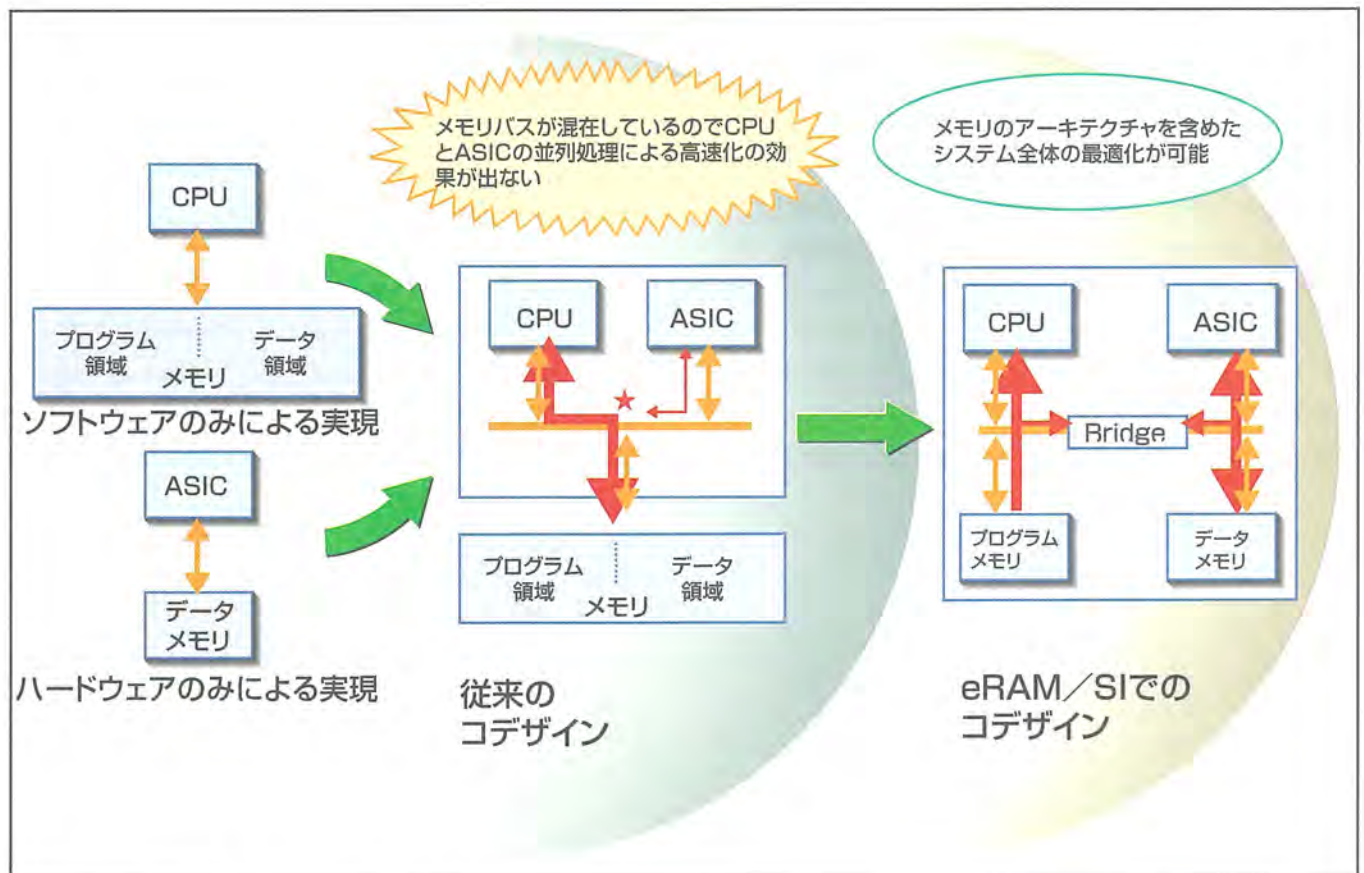 メモリバスが混在しているのでCPU
とASICの並列処理による高速化の効
果が出ない
メモリのアーキテクチャを含めた
システム全体の最適化が可能
CPU
プログラム
領域
データ
領域
メモリ
ソフトウェアのみによる実現
ASIC
データ
メモリ
ハードウェアのみによる実現
CPU
ASIC
プログラム
領域
データ
領域
メモリ
従来の
コデザイン
CPU
ASIC
Bridge
プログラム
メモリ
データ
メモリ
eRAM/SIでの
コデザイン